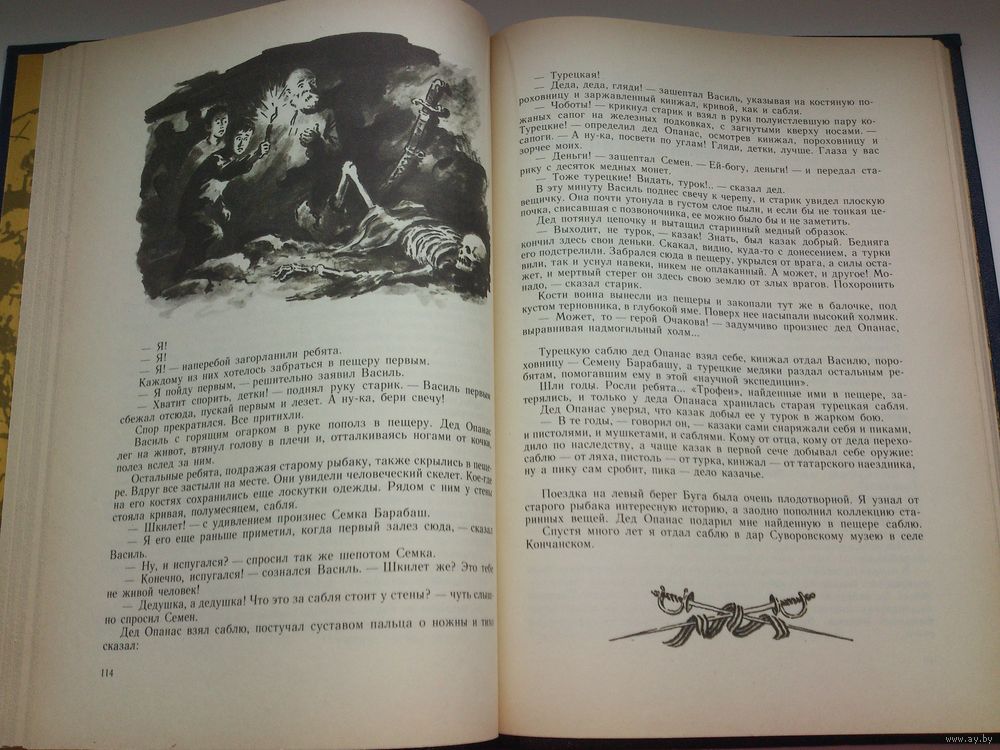 — Я!
— Я!
— Я! — наперебой загорланили ребята.
Каждому из них хотелось забраться в пещеру первым.
— Я пойду первым, — решительно заявил Василь.
— Хватит спорить, детки! — поднял руку старик. — Василь первым
сбежал отсюда, пускай первым и лезет. А ну-ка, бери свечу!
Спор прекратился. Все притихли.
Василь с горящим огарком в руке пополз в пещеру. Дед Опанас
лег на живот, втянул голову в плечи и, отталкиваясь ногами от кочки,
полез вслед за ним.
Остальные ребята, подражая старому рыбаку, также скрылись в пеще-
ре. Вдруг все застыли на месте. Они увидели человеческий скелет. Кое-где
на его костях сохранились еще лоскутки одежды. Рядом с ним у стены
стояла кривая, полумесяцем, сабля.
— Шкилет! — с удивлением произнес Семка Барабаш.
— Я его еще раньше приметил, когда первый залез сюда, — сказал
Василь.
— Ну, и испугался? — спросил так же шепотом Семка.
— Конечно, испугался! — сознался Василь. — Шкилет же? Это тебе
не живой человек!
— Дедушка, а дедушка! Что это за сабля стоит у стены? — чуть слыш-
но спросил Семен.
Дед Опанас взял саблю, постучал суставом пальца о ножны и тихо
сказал:
114
— Турецкая!
— Деда, деда, гляди! — зашептал Василь, указывая на костяную по-
роховницу и заржавленный кинжал, кривой, как и сабля.
— Чоботы! — крикнул старик и взял в руки полуистлевшую пару ко-
жаных сапог на железных подковках, с загнутыми кверху носами. —
Турецкие! — определил дед Опанас, осмотрев кинжал, пороховницу и
сапоги. — А ну-ка, посвети по углам! Гляди, детки, лучше. Глаза у вас
зорчее моих.
— Деньги! — зашептал Семен. — Ей-богу, деньги! — и передал ста-
рику с десяток медных монет.
— Тоже турецкие! Видать, турок!.. — сказал дед.
В эту минуту Василь поднес свечу к черепу, и старик увидел плоскую
вещичку. Она почти утонула в густом слое пыли, и если бы не тонкая це-
почка, свисавшая с позвоночника, ее можно было бы и не заметить.
Дед потянул цепочку и вытащил старинный медный образок.
— Выходит, не турок, — казак! Знать, был казак добрый. Бедняга
кончил здесь свои деньки. Скакал, видно, куда-то с донесением, а турки
его подстрелили. Забрался сюда в пещеру, укрылся от врага, а силы оста-
вили, так и уснул навеки, никем не оплаканный. А может, и другое! Мо-
жет, и мертвый стерег он здесь свою землю от злых врагов. Похоронить
надо, — сказал старик.
Кости воина вынесли из пещеры и закопали тут же в балочке, под
кустом терновника, в глубокой яме. Поверх нее насыпали высокий холмик.
— Может, то — герой Очакова! — задумчиво произнес дед Опанас,
выравнивая надмогильный холм...
Турецкую саблю дед Опанас взял себе, кинжал отдал Василю, поро-
ховницу — Семену Барабашу, а турецкие медяки раздал остальным ре-
бятам, помогавшим ему в этой «научной экспедиции».
Шли годы. Росли ребята... «Трофеи», найденные ими в пещере, за-
терялись, и только у деда Опанаса хранилась старая турецкая сабля.
Дед Опанас уверял, что казак добыл ее у турок в жарком бою.
— В те годы, — говорил он, — казаки сами снаряжали себя и пиками,
и пистолями, и мушкетами, и саблями. Кому от отца, кому от деда перехо-
дило по наследству, а чаще казак в первой сече добывал себе оружие:
саблю — от ляха, пистоль — от турка, кинжал — от татарского наездника,
ну а пику сам сробит, пика — дело казачье.
Поездка на левый берег Буга была очень плодотворной. Я узнал от
старого рыбака интересную историю, а заодно пополнил коллекцию ста-
ринных вещей. Дед Опанас подарил мне найденную в пещере саблю.
Спустя много лет я отдал саблю в дар Суворовскому музею в селе
Кончанском.
www.ay.by